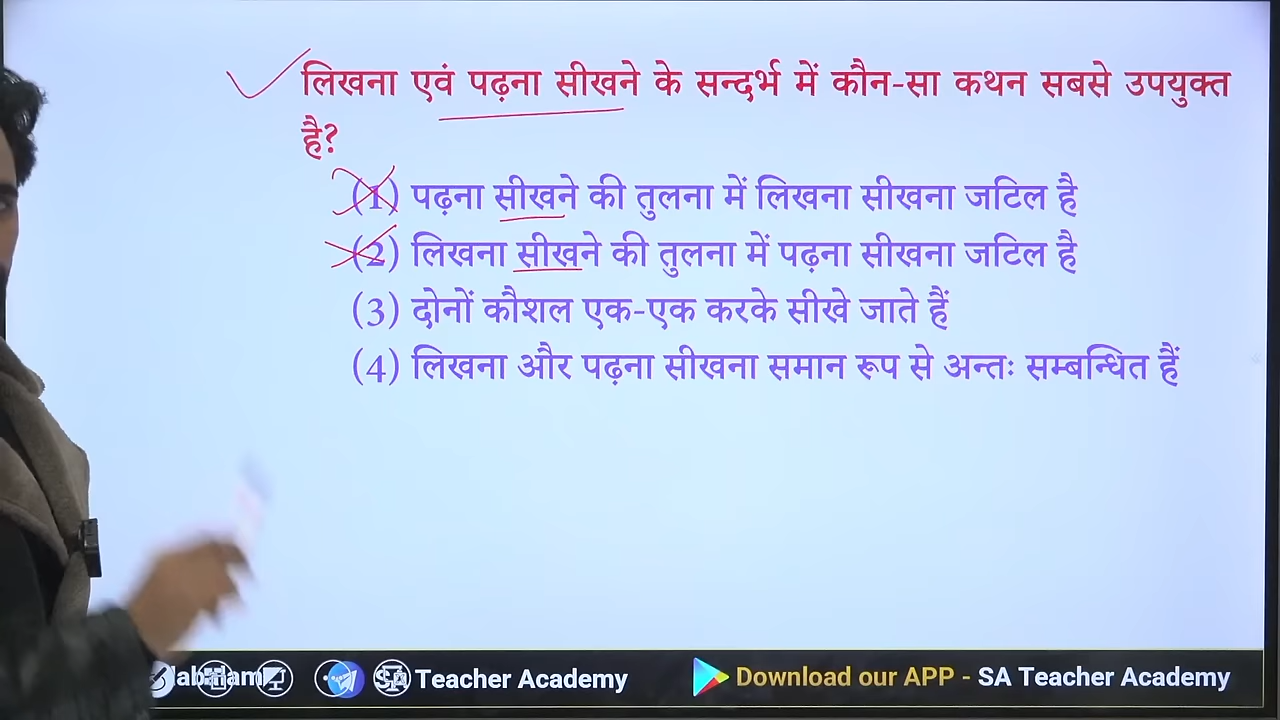 लिखना एवं पढ़ना सीखने के सन्दर्भ में कौन-सा कथन सबसे उपयुक्त
है?
(1) पढ़ना सीखने की तुलना में लिखना सीखना जटिल है
(2) लिखना सीखने की तुलना में पढ़ना सीखना जटिल है
(3) दोनों कौशल एक-एक करके सीखे जाते हैं
(4) लिखना और पढ़ना सीखना समान रूप से अन्तः सम्बन्धित हैं
Teacher Academy Download our APP - SA Teacher Academy